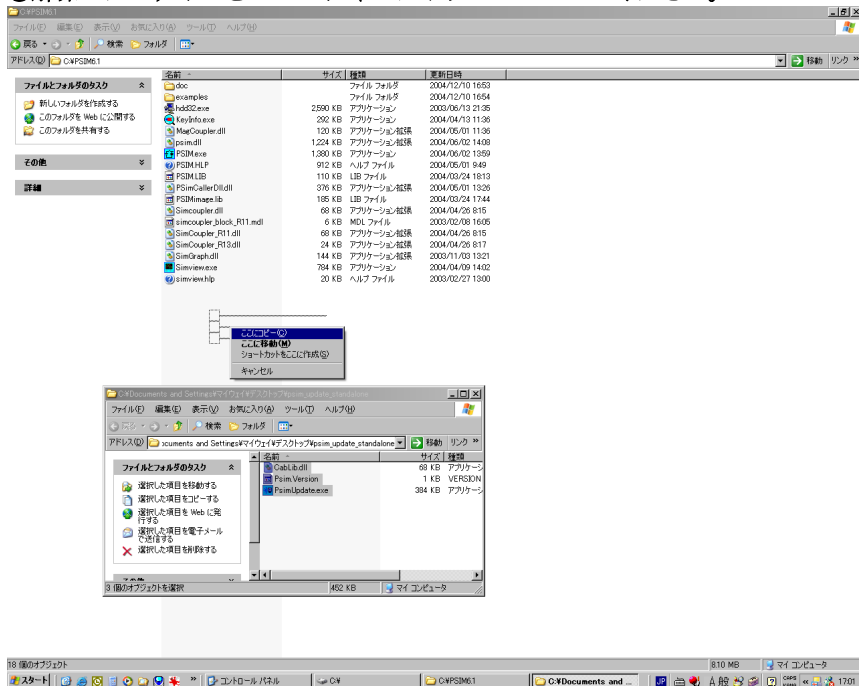 C:¥PSIM6.1
ファイル(F) 編集(E) 表示(V) お気に入り(A) ツール(T) ヘルプ(H)
戻る 検索 フォルダ
アドレス(D) C:¥PSIM6.1 移動 リンク »
名前 サイズ 種類 更新日時
ファイルとフォルダのタスク
新しいフォルダを作成する
このフォルダを Web に公開する
このフォルダを共有する
その他
詳細
doc ファイル フォルダ 2004/12/10 16:53
examples ファイル フォルダ 2004/12/10 16:54
hdd32.exe 2,590 KB アプリケーション 2003/06/13 21:35
KeyInfo.exe 292 KB アプリケーション 2004/04/13 11:36
MagCoupler.dll 120 KB アプリケーション拡張 2004/05/01 11:36
psim.dll 1,224 KB アプリケーション拡張 2004/06/02 14:08
PSIM.exe 1,380 KB アプリケーション 2004/06/02 13:59
PSIM.HLP 912 KB ヘルプ ファイル 2004/05/01 9:49
PSIM.LIB 110 KB LIB ファイル 2004/03/24 18:13
PSimCallerDll.dll 376 KB アプリケーション拡張 2004/05/01 13:26
PSIMimage.lib 185 KB LIB ファイル 2004/03/24 17:44
Simcoupler.dll 68 KB アプリケーション拡張 2004/04/26 8:15
simcoupler_block_R11.mdl 6 KB MDL ファイル 2003/02/08 16:05
SimCoupler_R11.dll 68 KB アプリケーション拡張 2004/04/26 8:15
SimCoupler_R13.dll 24 KB アプリケーション拡張 2004/04/26 8:17
SimGraph.dll 144 KB アプリケーション拡張 2003/11/03 13:21
Simview.exe 784 KB アプリケーション 2004/04/09 14:02
simview.hlp 20 KB ヘルプ ファイル 2003/02/27 13:00
ここにコピー(C)
ここに移動(M)
ショートカットをここに作成(S)
キャンセル
C:¥Documents and Settings¥マイウェイ¥デスクトップ¥psim_update_standalone
ファイル(F) 編集(E) 表示(V) お気に入り(A) ツール(T) ヘルプ(H)
戻る 検索 フォルダ
アドレス(D) ocuments and Settings¥マイウェイ¥デスクトップ¥psim_update_standalone 移動 リンク »
名前 サイズ 種類
ファイルとフォルダのタスク
選択した項目を移動する
選択した項目をコピーする
選択した項目を Web に発
行する
選択した項目を電子メール
で送信する
選択した項目を削除する
CabLib.dll 68 KB アプリケーシ
Psim.Version 1 KB VERSION
PsimUpdate.exe 384 KB アプリケーシ
3 個のオブジェクトを選択 452 KB マイ コンピュータ
18 個のオブジェクト 8.10 MB マイ コンピュータ
スタート » コントロール パネル C:¥ C:¥PSIM6.1 C:¥Documents and ... JP A 般 CAPS « 17:01